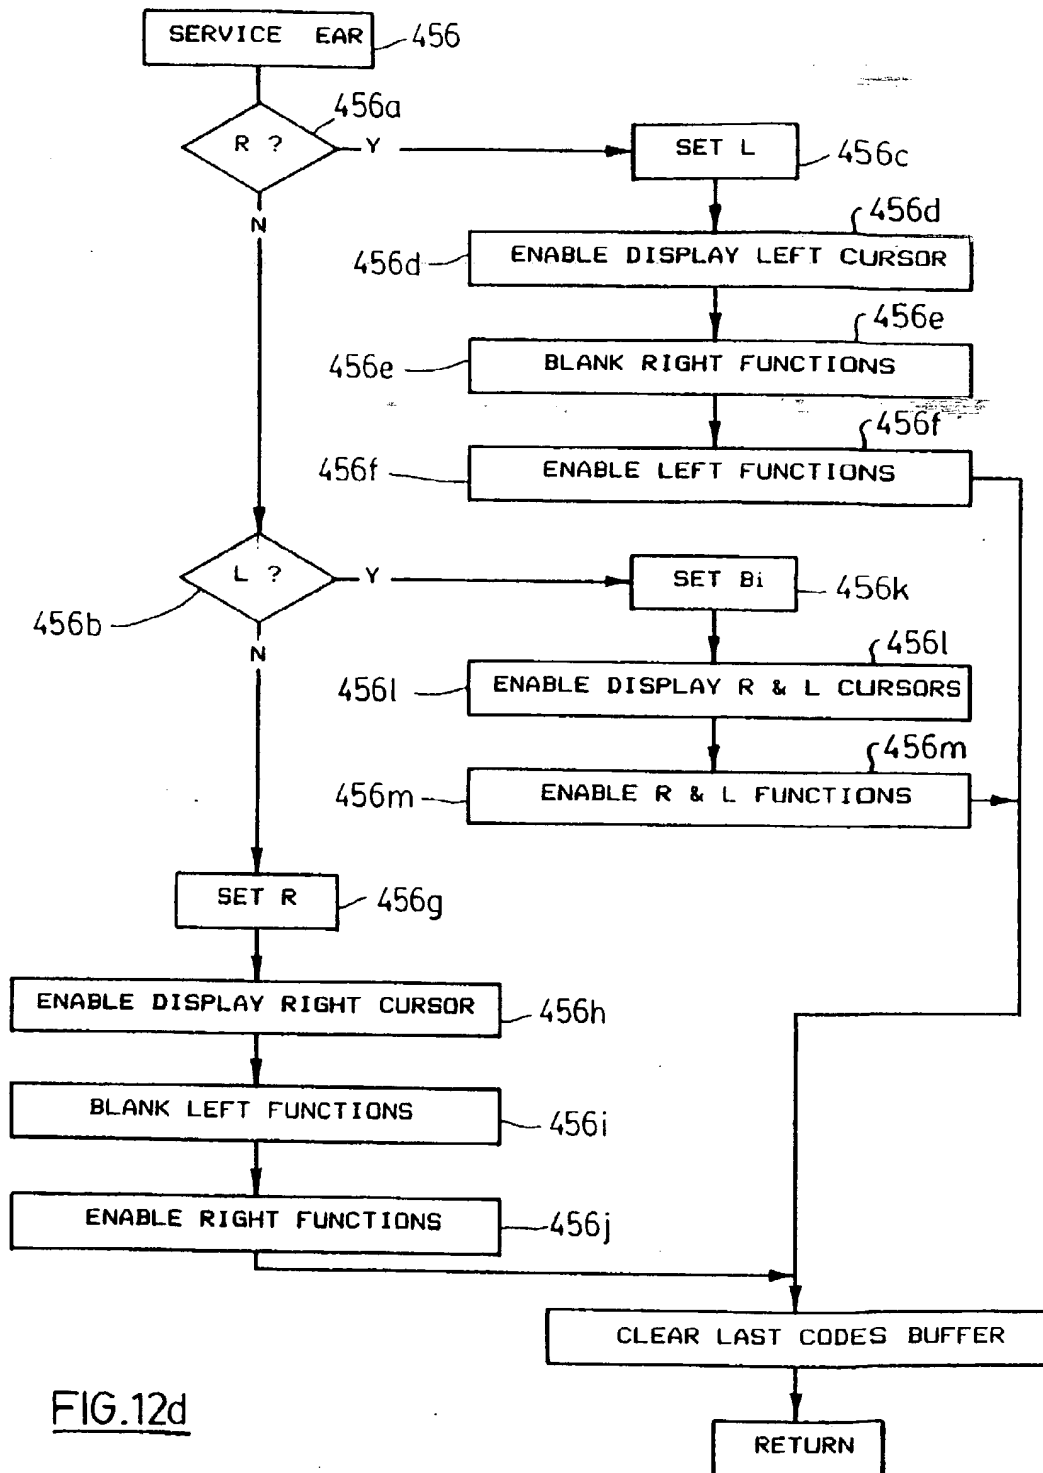 SERVICE EAR
456
456a
R ?
Y
SET L
456c
N
456d
456d
ENABLE DISPLAY LEFT CURSOR
456e
456e
BLANK RIGHT FUNCTIONS
456f
456f
ENABLE LEFT FUNCTIONS
L ?
Y
SET Bi
456k
456b
N
456l
456l
ENABLE DISPLAY R & L CURSORS
456m
456m
ENABLE R & L FUNCTIONS
SET R
456g
ENABLE DISPLAY RIGHT CURSOR
456h
BLANK LEFT FUNCTIONS
456i
ENABLE RIGHT FUNCTIONS
456j
CLEAR LAST CODES BUFFER
FIG.12d
RETURN